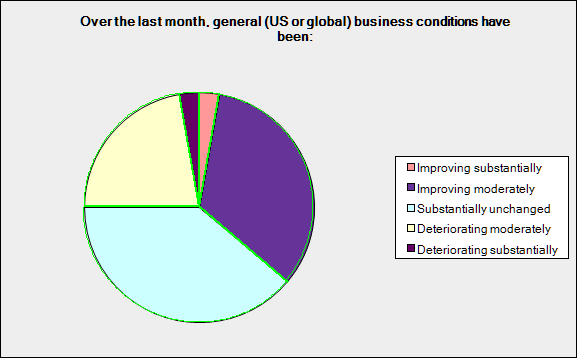 Over the last month, general (US or global) business conditions have
been:
Improving substantially
Improving moderately
Substantially unchanged
Deteriorating moderately
Deteriorating substantially